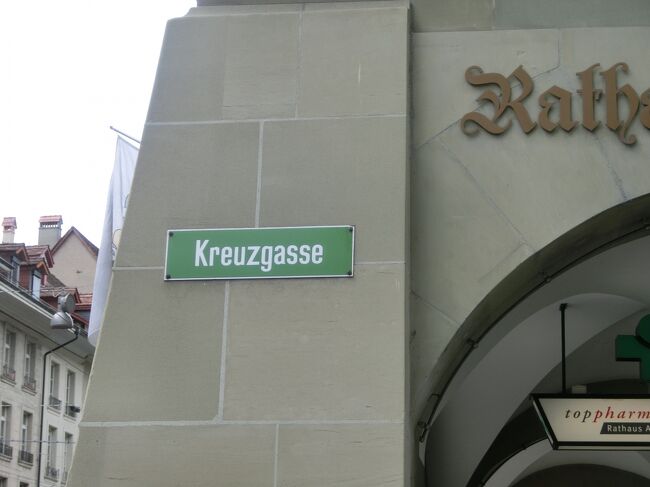 Kreuzgasse
Rath
toppharm
Rathaus A